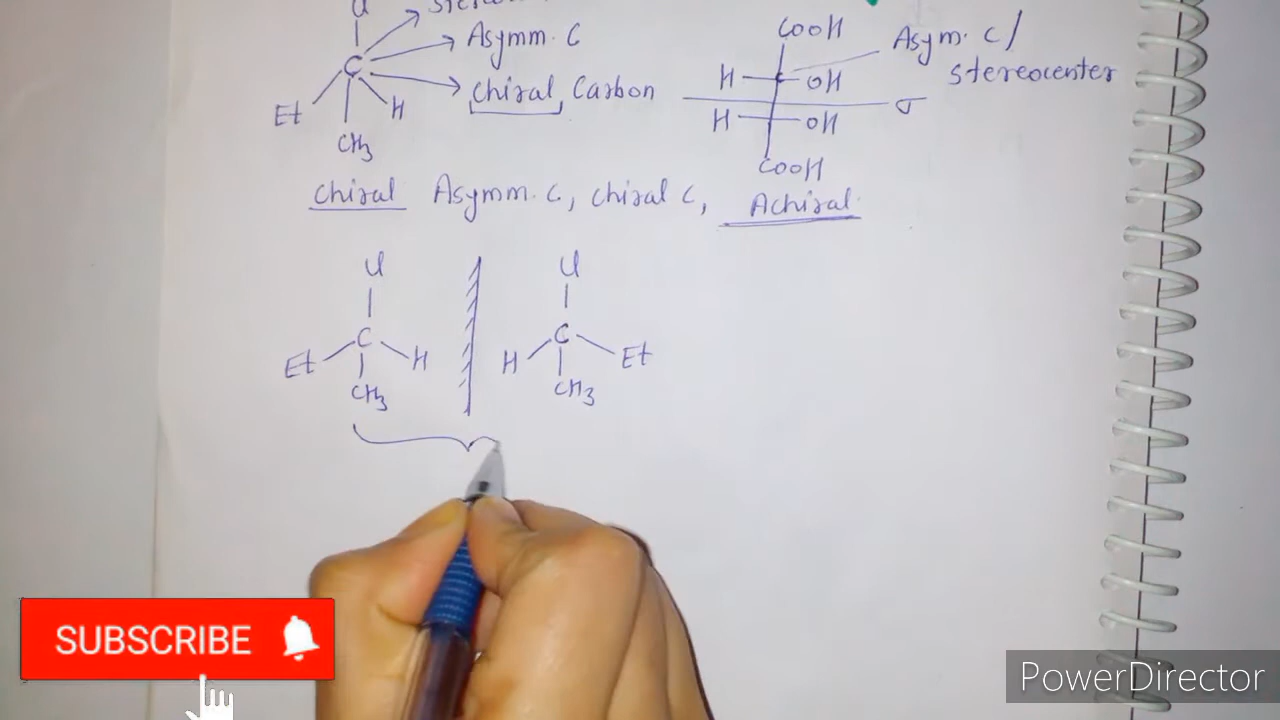 Asymm. C
Chiral Carbon
C
Et
H
CH3
COOH
H OH
H OH
COOH
Asym. C/
stereocenter
σ
Chiral Asymm. C, chiral C, Achiral
Cl
C
Et H
CH3
Cl
C
H Et
CH3
SUBSCRIBE
PowerDirector